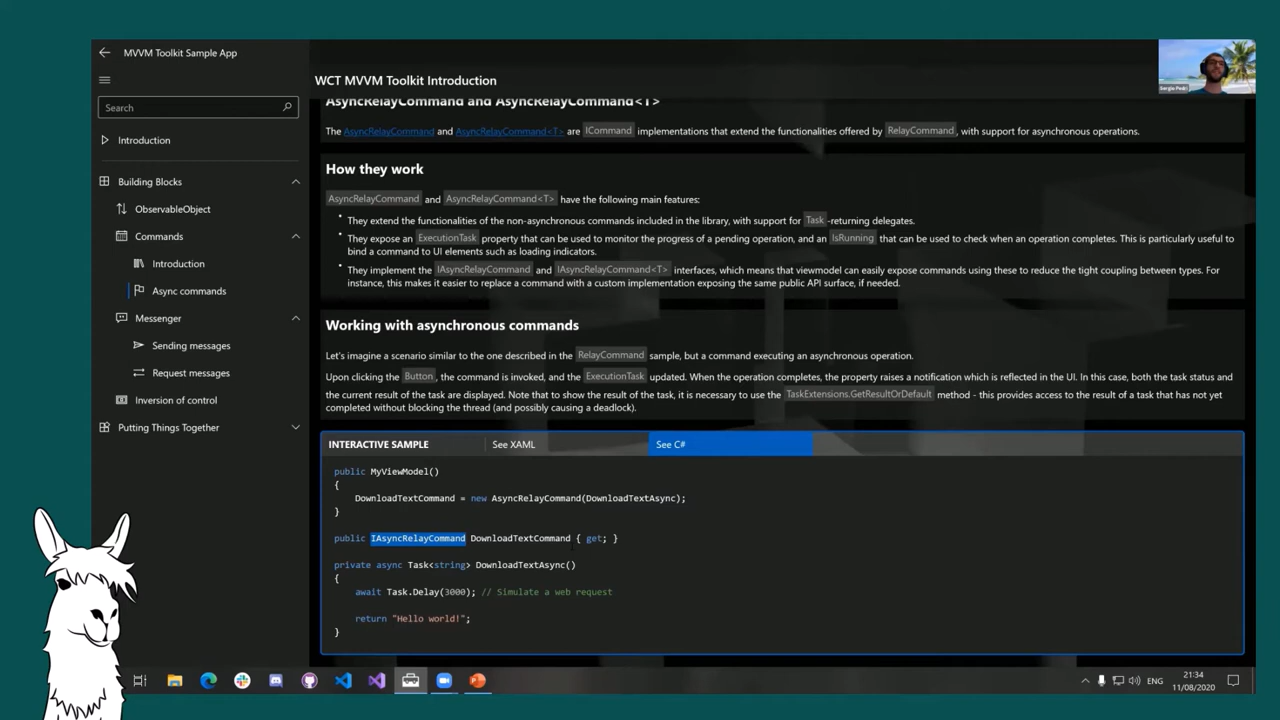 MVVM Toolkit Sample App
Search
Introduction
Building Blocks
ObservableObject
Commands
Introduction
Async commands
Messenger
Sending messages
Request messages
Inversion of control
Putting Things Together
WCT MVVM Toolkit Introduction
Sergio Pedri
AsyncRelayCommand and AsyncRelayCommand<T>
The AsyncRelayCommand and AsyncRelayCommand<T> are ICommand implementations that extend the functionalities offered by RelayCommand, with support for asynchronous operations.
How they work
AsyncRelayCommand and AsyncRelayCommand<T> have the following main features:
• They extend the functionalities of the non-asynchronous commands included in the library, with support for Task-returning delegates.
• They expose an ExecutionTask property that can be used to monitor the progress of a pending operation, and an IsRunning that can be used to check when an operation completes. This is particularly useful to
bind a command to UI elements such as loading indicators.
• They implement the IAsyncRelayCommand and IAsyncRelayCommand<T> interfaces, which means that viewmodel can easily expose commands using these to reduce the tight coupling between types. For
instance, this makes it easier to replace a command with a custom implementation exposing the same public API surface, if needed.
Working with asynchronous commands
Let's imagine a scenario similar to the one described in the RelayCommand sample, but a command executing an asynchronous operation.
Upon clicking the Button, the command is invoked, and the ExecutionTask updated. When the operation completes, the property raises a notification which is reflected in the UI. In this case, both the task status and
the current result of the task are displayed. Note that to show the result of the task, it is necessary to use the TaskExtensions.GetResultOrDefault method - this provides access to the result of a task that has not yet
completed without blocking the thread (and possibly causing a deadlock).
INTERACTIVE SAMPLE See XAML See C#
public MyViewModel()
{
DownloadTextCommand = new AsyncRelayCommand(DownloadTextAsync);
}
public IAsyncRelayCommand DownloadTextCommand { get; }
private async Task<string> DownloadTextAsync()
{
await Task.Delay(3000); // Simulate a web request
return "Hello world!";
}
ENG
21:34
11/08/2020